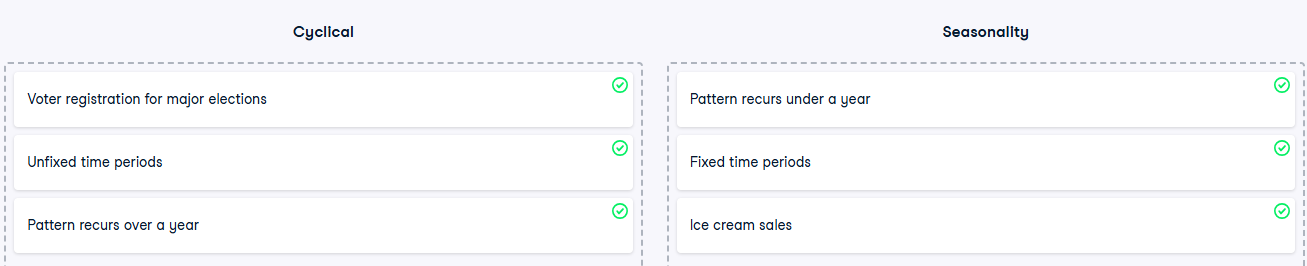 Cyclical
Seasonality
Voter registration for major elections
Pattern recurs under a year
Unfixed time periods
Fixed time periods
Pattern recurs over a year
Ice cream sales